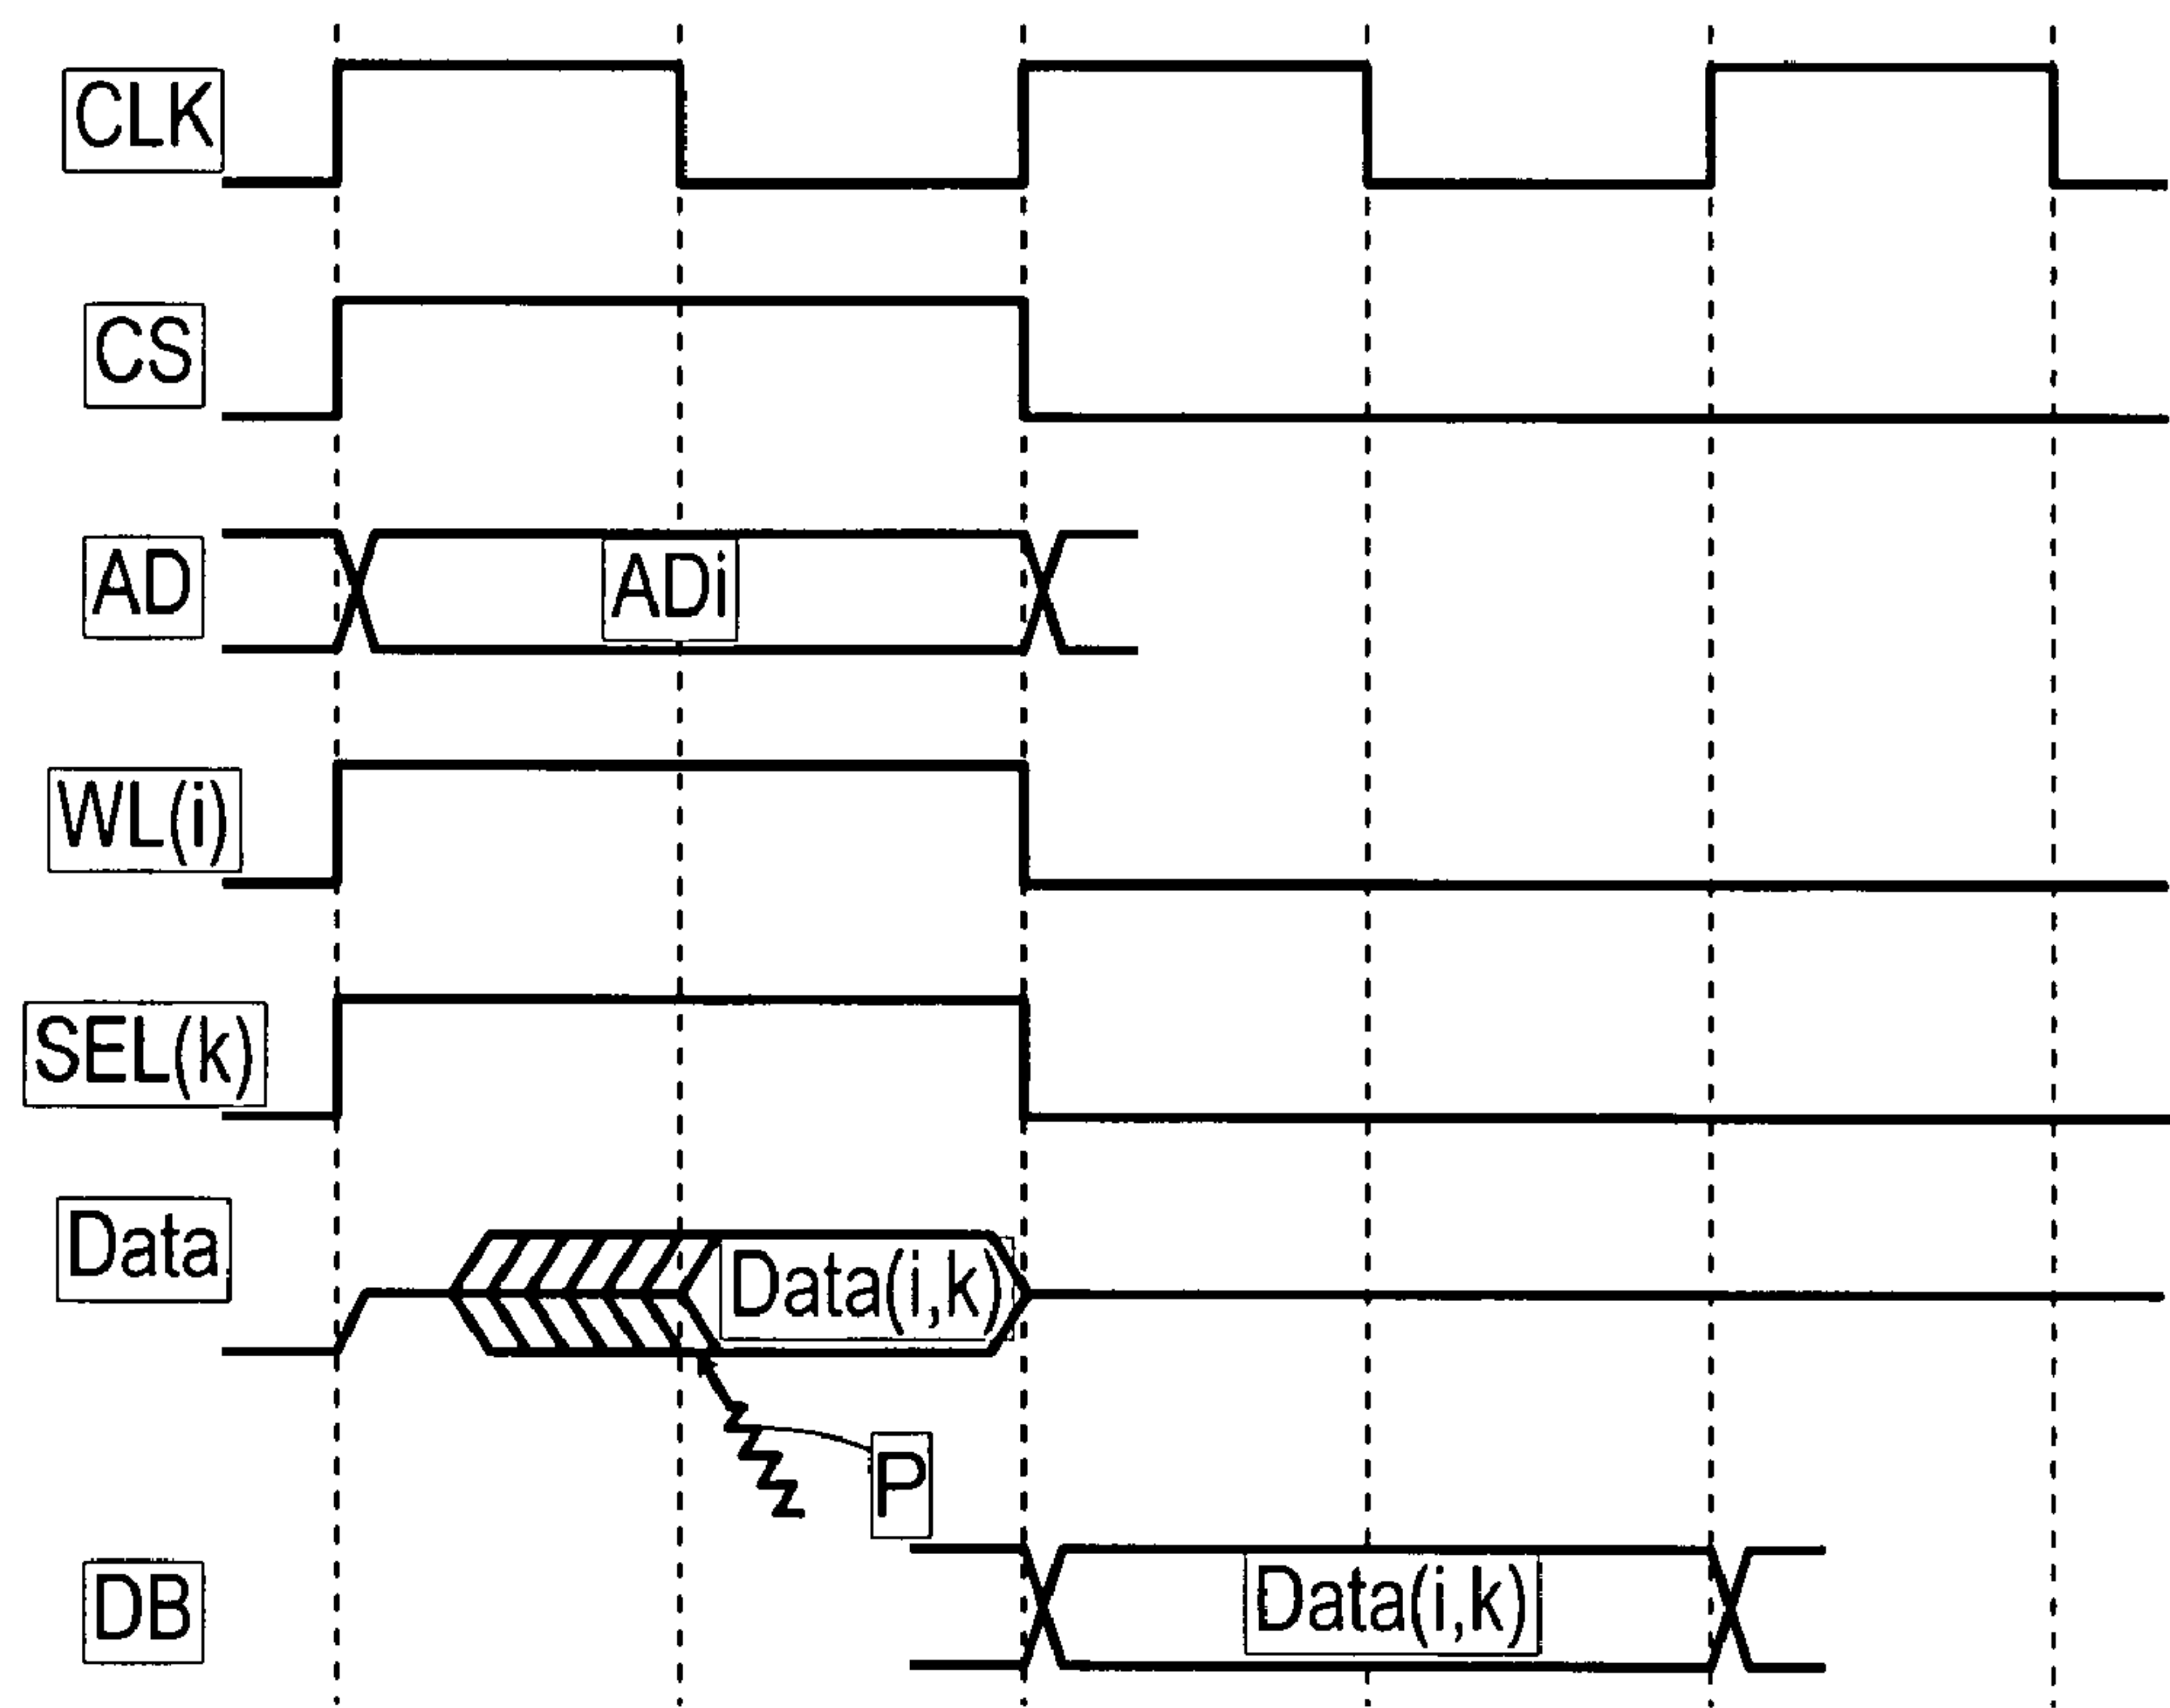 CLK
CS
AD
ADi
WL(i)
SEL(k)
Data
Data(i,k)
P
DB
Data(i,k)